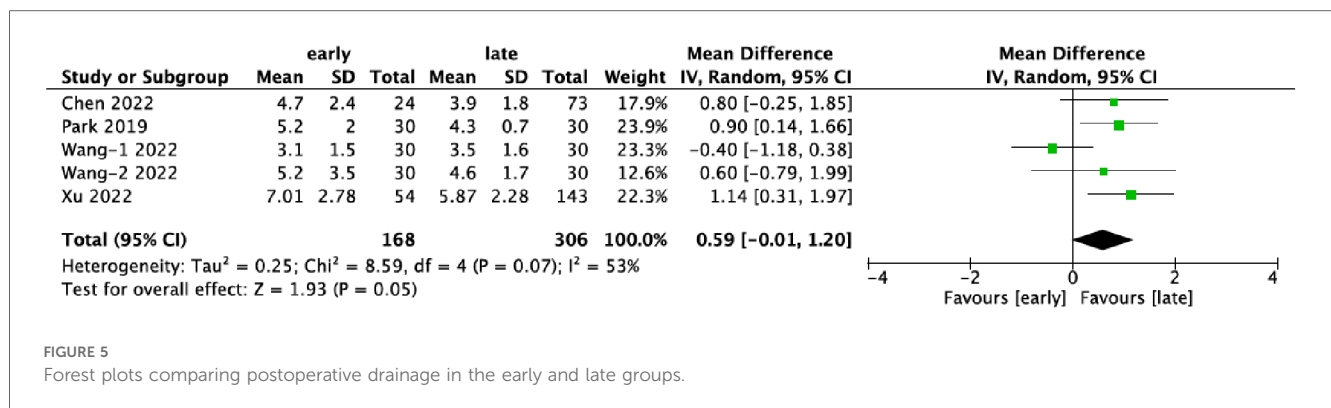 early late Mean Difference Mean Difference
Study or Subgroup Mean SD Total Mean SD Total Weight IV, Random, 95% CI IV, Random, 95% CI
Chen 2022 4.7 2.4 24 3.9 1.8 73 17.9% 0.80 [-0.25, 1.85]
Park 2019 5.2 2 30 4.3 0.7 30 23.9% 0.90 [0.14, 1.66]
Wang-1 2022 3.1 1.5 30 3.5 1.6 30 23.3% -0.40 [-1.18, 0.38]
Wang-2 2022 5.2 3.5 30 4.6 1.7 30 12.6% 0.60 [-0.79, 1.99]
Xu 2022 7.01 2.78 54 5.87 2.28 143 22.3% 1.14 [0.31, 1.97]
Total (95% CI) 168 306 100.0% 0.59 [-0.01, 1.20]
Heterogeneity: Tau² = 0.25; Chi² = 8.59, df = 4 (P = 0.07); I² = 53%
Test for overall effect: Z = 1.93 (P = 0.05)
-4 -2 0 2 4
Favours [early] Favours [late]
FIGURE 5
Forest plots comparing postoperative drainage in the early and late groups.